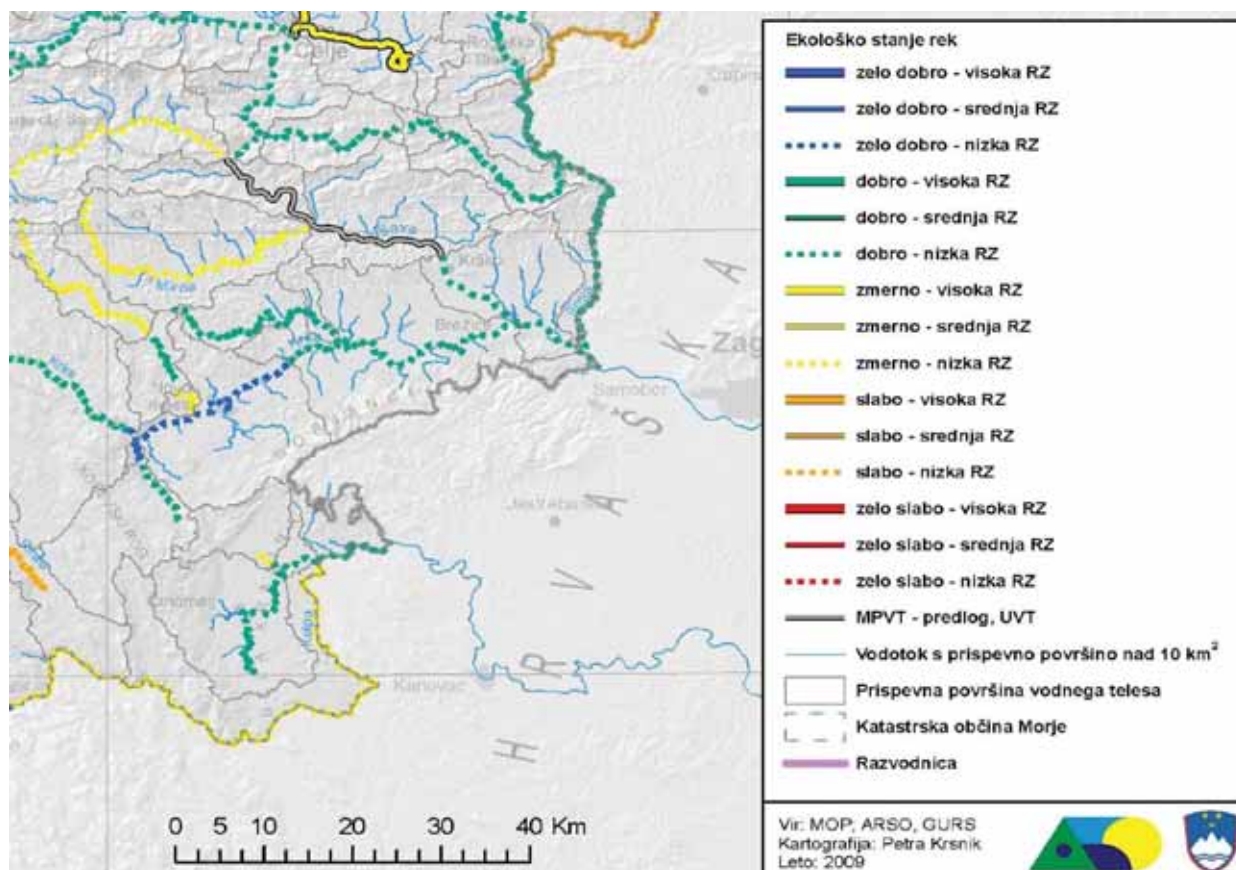 Celje
Sava
Krško
Mirna
Brežice
Krka
Krka
Zag
Samobor
H R V A Š K A
Kolpa
Kanovac
0 5 10 20 30 40 Km
Ekološko stanje rek
zelo dobro - visoka RZ
zelo dobro - srednja RZ
zelo dobro - nizka RZ
dobro - visoka RZ
dobro - srednja RZ
dobro - nizka RZ
zmerno - visoka RZ
zmerno - srednja RZ
zmerno - nizka RZ
slabo - visoka RZ
slabo - srednja RZ
slabo - nizka RZ
zelo slabo - visoka RZ
zelo slabo - srednja RZ
zelo slabo - nizka RZ
MPVT - predlog, UVT
Vodotok s prispevno površino nad 10 km²
Prispevna površina vodnega telesa
Katastrska občina Morje
Razvodnica
Vir: MOP, ARSO, GURS
Kartografija: Petra Krsnik
Leto: 2009